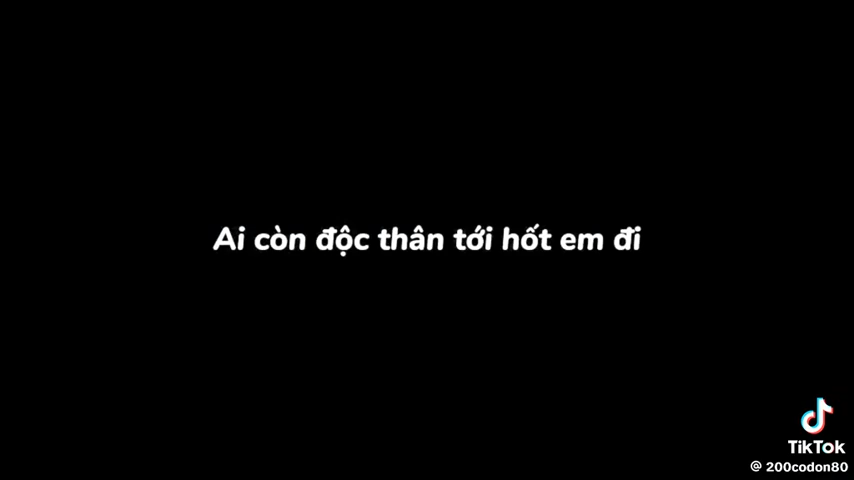 Ai còn độc thân tới hốt em đi
TikTok
@ 200codon80